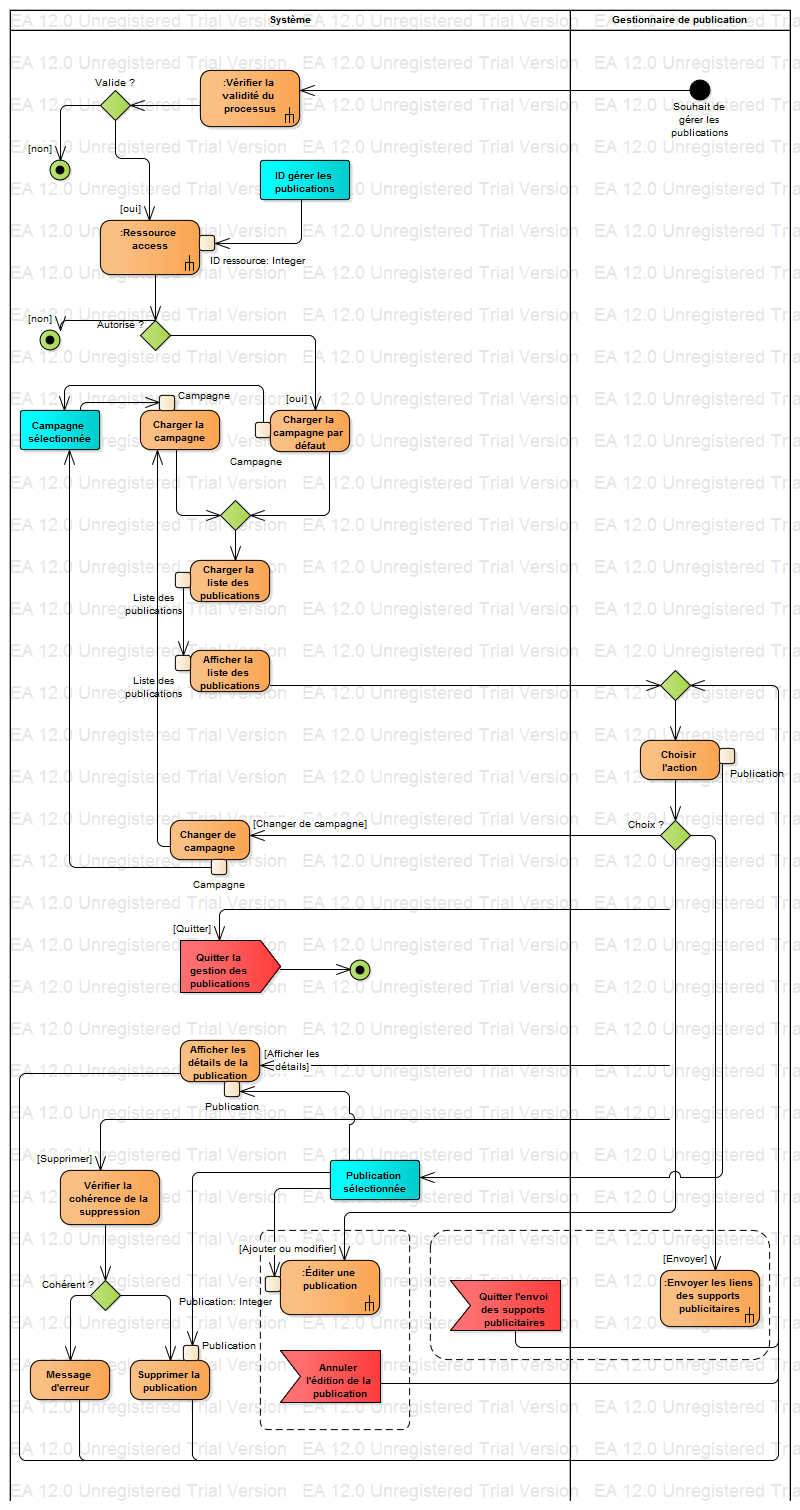 Système
Gestionnaire de publication
EA 12.0 Unregistered Trial Version
Valide ?
:Vérifier la
validité du
processus
Souhait de
gérer les
publications
[non]
ID gérer les
publications
[oui]
:Ressource
access
ID ressource: Integer
[non]
Autorisé ?
Campagne
[oui]
Campagne
sélectionnée
Charger la
campagne
Charger la
campagne par
défaut
Campagne
Charger la
liste des
publications
Liste des
publications
Afficher la
liste des
publications
Liste des
publications
Choisir
l'action
Publication
[Changer de campagne]
Choix ?
Changer de
campagne
Campagne
[Quitter]
Quitter la
gestion des
publications
Afficher les
détails de la
publication
[Afficher les
détails]
Publication
[Supprimer]
Publication
sélectionnée
Vérifier la
cohérence de la
suppression
[Ajouter ou modifier]
[Envoyer]
:Éditer une
publication
Cohérent ?
Publication: Integer
Quitter l'envoi
des supports
publicitaires
:Envoyer les liens
des supports
publicitaires
Publication
Message
d'erreur
Supprimer la
publication
Annuler
l'édition de la
publication